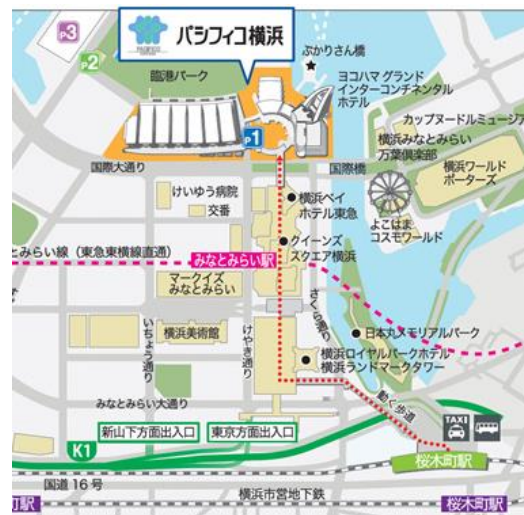 P3
P2
パシフィコ横浜
ぷかりさん橋
臨港パーク
ヨコハマ グランド
インターコンチネンタル
ホテル
P1
カップヌードルミュージア
横浜みなとみらい
万葉倶楽部
国際大通り
国際橋
横浜ワールド
ポーターズ
けいゆう病院
交番
横浜ベイ
ホテル東急
よこはま
コスモワールド
クイーンズ
スクエア横浜
とみらい線（東急東横線直通）
みなとみらい駅
マークイズ
みなとみらい
さくら通り
横浜美術館
いちょう通り
けやき通り
日本丸メモリアルパーク
横浜ロイヤルパークホテル
横浜ランドマークタワー
みなとみらい大通り
動く歩道
TAXI
新山下方面出入口
東京方面出入口
K1
桜木町駅
国道16号
横浜市営地下鉄
町駅
桜木町駅